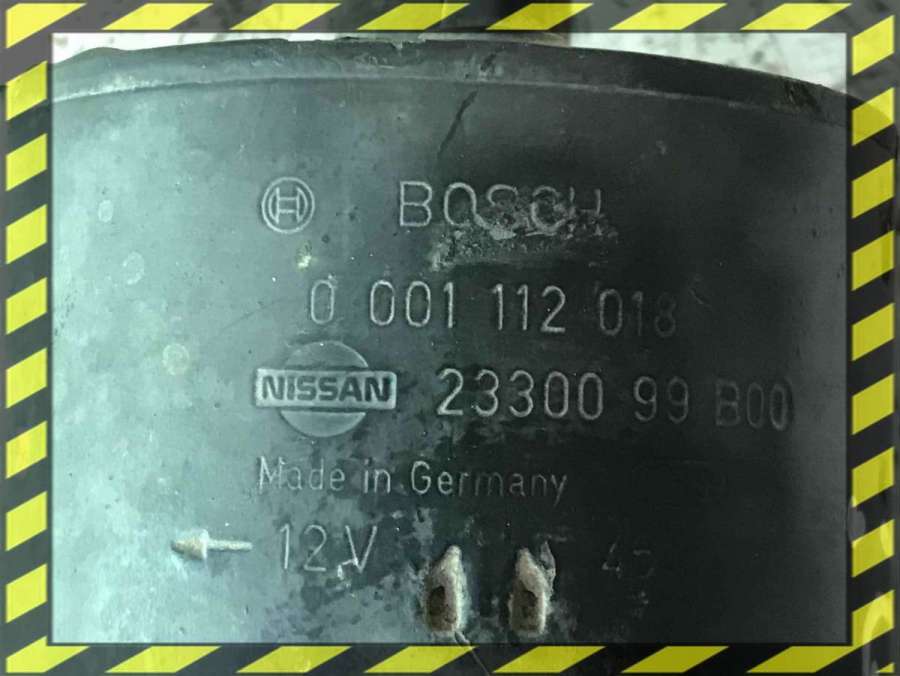 BOSCH
0 001 112 018
NISSAN 23300 99 B00
Made in Germany
12V